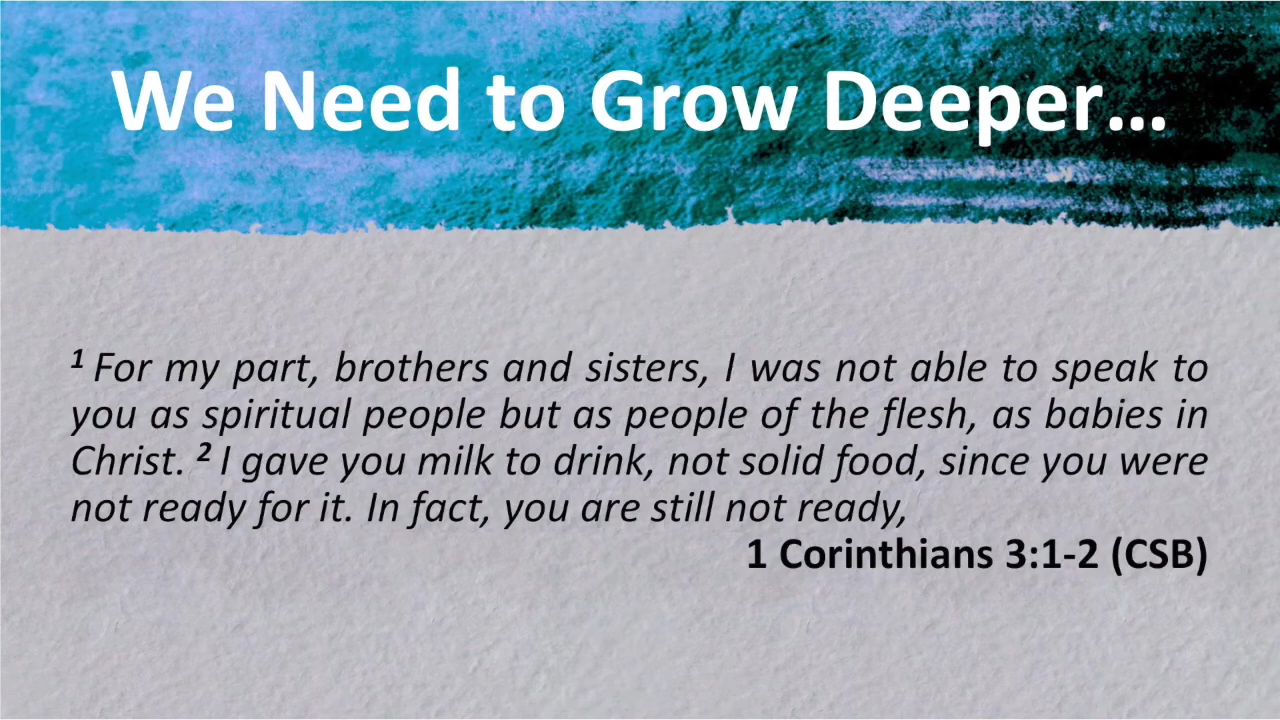 We Need to Grow Deeper...
1 For my part, brothers and sisters, I was not able to speak to
you as spiritual people but as people of the flesh, as babies in
Christ. 2 I gave you milk to drink, not solid food, since you were
not ready for it. In fact, you are still not ready,
1 Corinthians 3:1-2 (CSB)